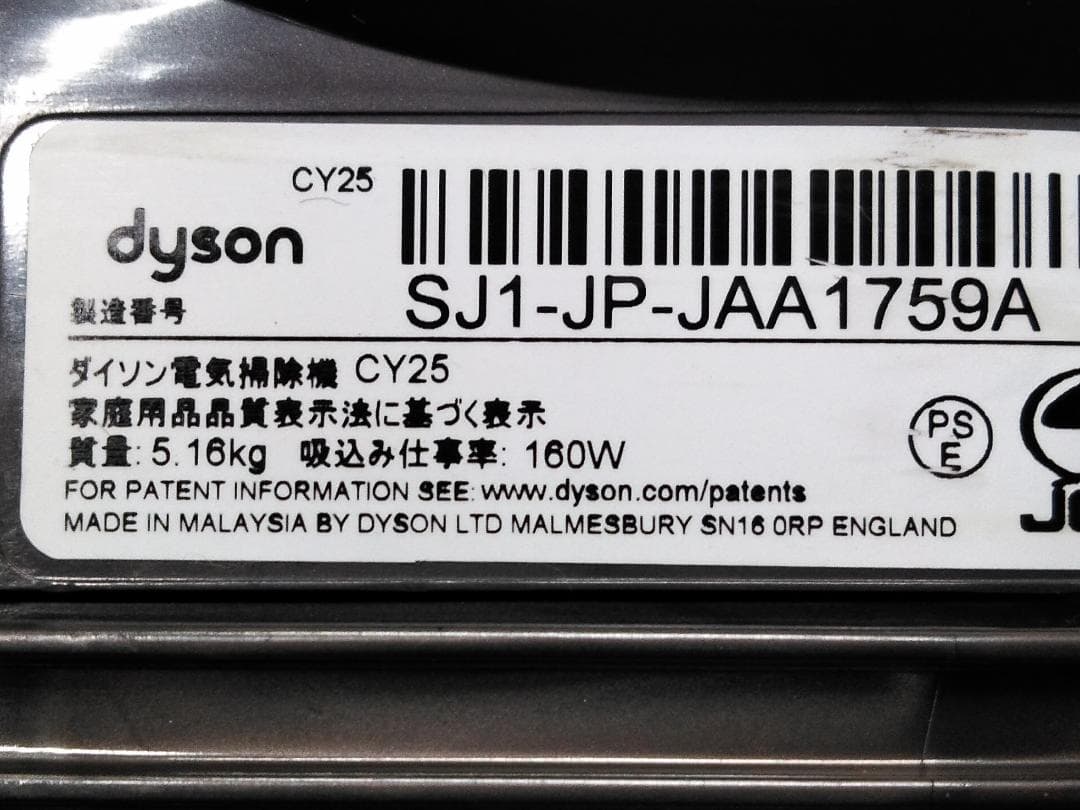 CY25
dyson
製造番号 SJ1-JP-JAA1759A
ダイソン電気掃除機 CY25
家庭用品品質表示法に基づく表示
質量: 5.16kg 吸込み仕事率: 160W
PS
E
FOR PATENT INFORMATION SEE: www.dyson.com/patents
MADE IN MALAYSIA BY DYSON LTD MALMESBURY SN16 0RP ENGLAND